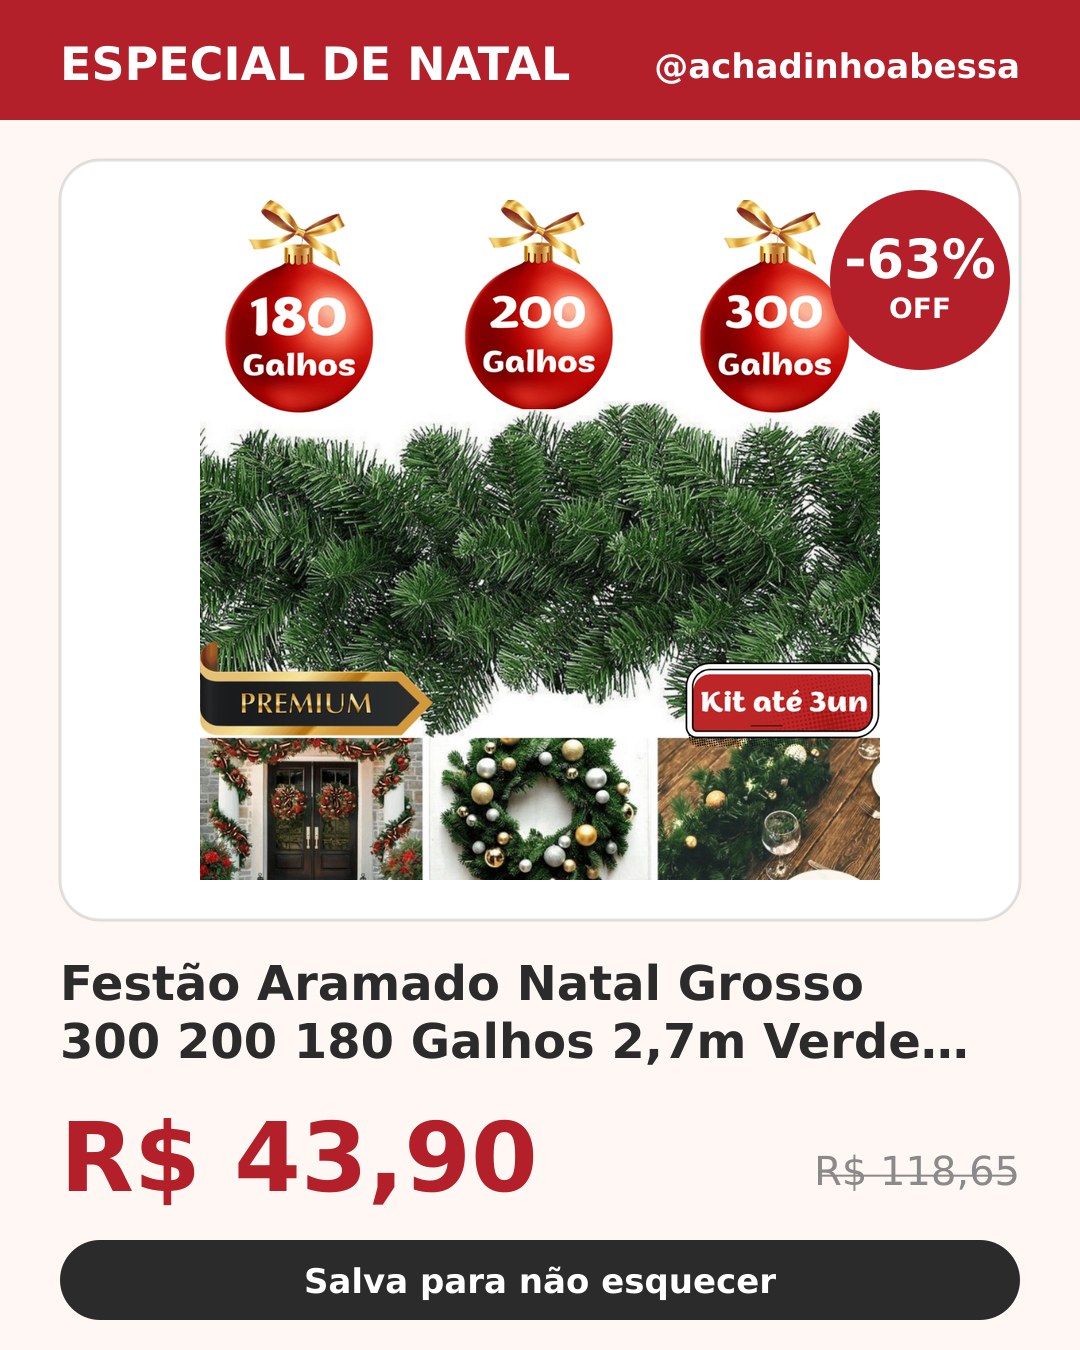 ESPECIAL DE NATAL
@achadinhoabessa
-63%
OFF
180
Galhos
200
Galhos
300
Galhos
PREMIUM
Kit até 3un
Festão Aramado Natal Grosso
300 200 180 Galhos 2,7m Verde...
R$ 43,90
R$ 118,65
Salva para não esquecer